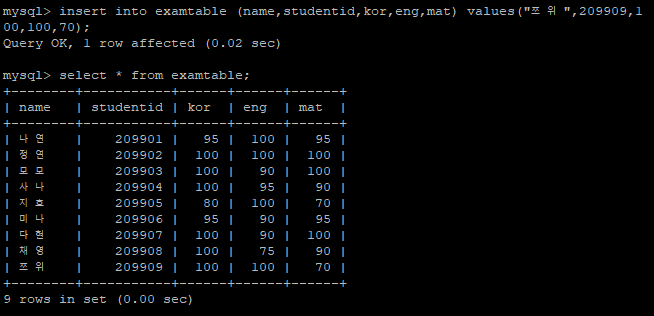 mysql> insert into examtable (name,studentid,kor,eng,mat) values("쯔위",209909,1
00,100,70);
Query OK, 1 row affected (0.02 sec)
mysql> select * from examtable;
+--------+-----------+------+------+------+
| name   | studentid | kor  | eng  | mat  |
+--------+-----------+------+------+------+
| 나연   |    209901 |   95 |  100 |   95 |
| 정연   |    209902 |  100 |  100 |  100 |
| 모모   |    209903 |  100 |   90 |  100 |
| 사나   |    209904 |  100 |   95 |   90 |
| 지효   |    209905 |   80 |  100 |   70 |
| 미나   |    209906 |   95 |   90 |   95 |
| 다현   |    209907 |  100 |   90 |  100 |
| 채영   |    209908 |  100 |   75 |   90 |
| 쯔위   |    209909 |  100 |  100 |   70 |
+--------+-----------+------+------+------+
9 rows in set (0.00 sec)